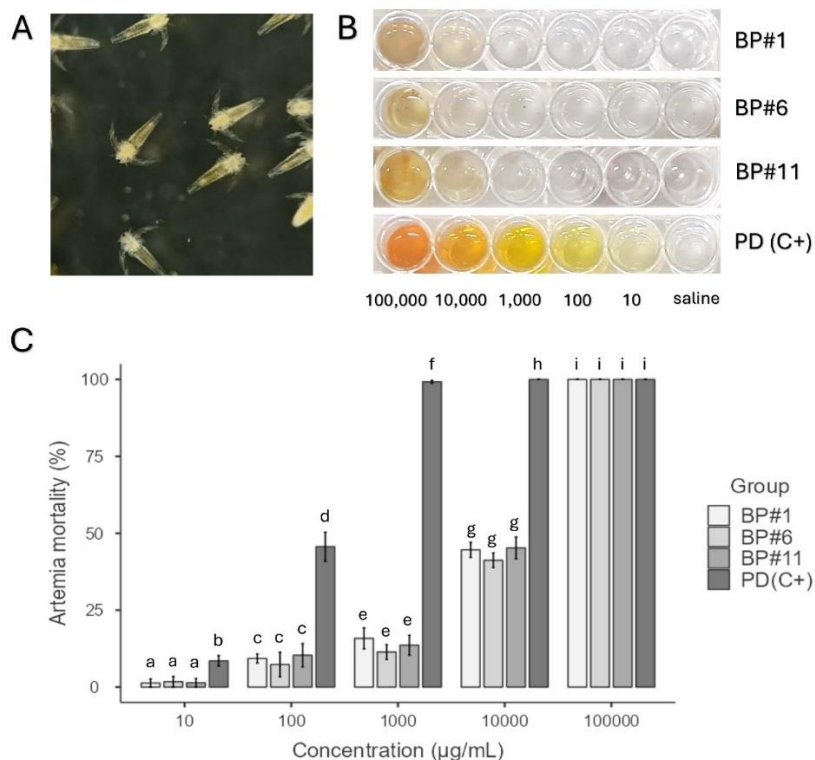 A
B
BP#1
BP#6
BP#11
PD (C+)
100,000 10,000 1,000 100 10 saline
C
f h i i i i
100
75
d
50
g g g
25
e e e
c c c
b
a a a
0
10 100 1000 10000 100000
Artemia mortality (%)
Concentration (µg/mL)
Group
BP#1
BP#6
BP#11
PD(C+)